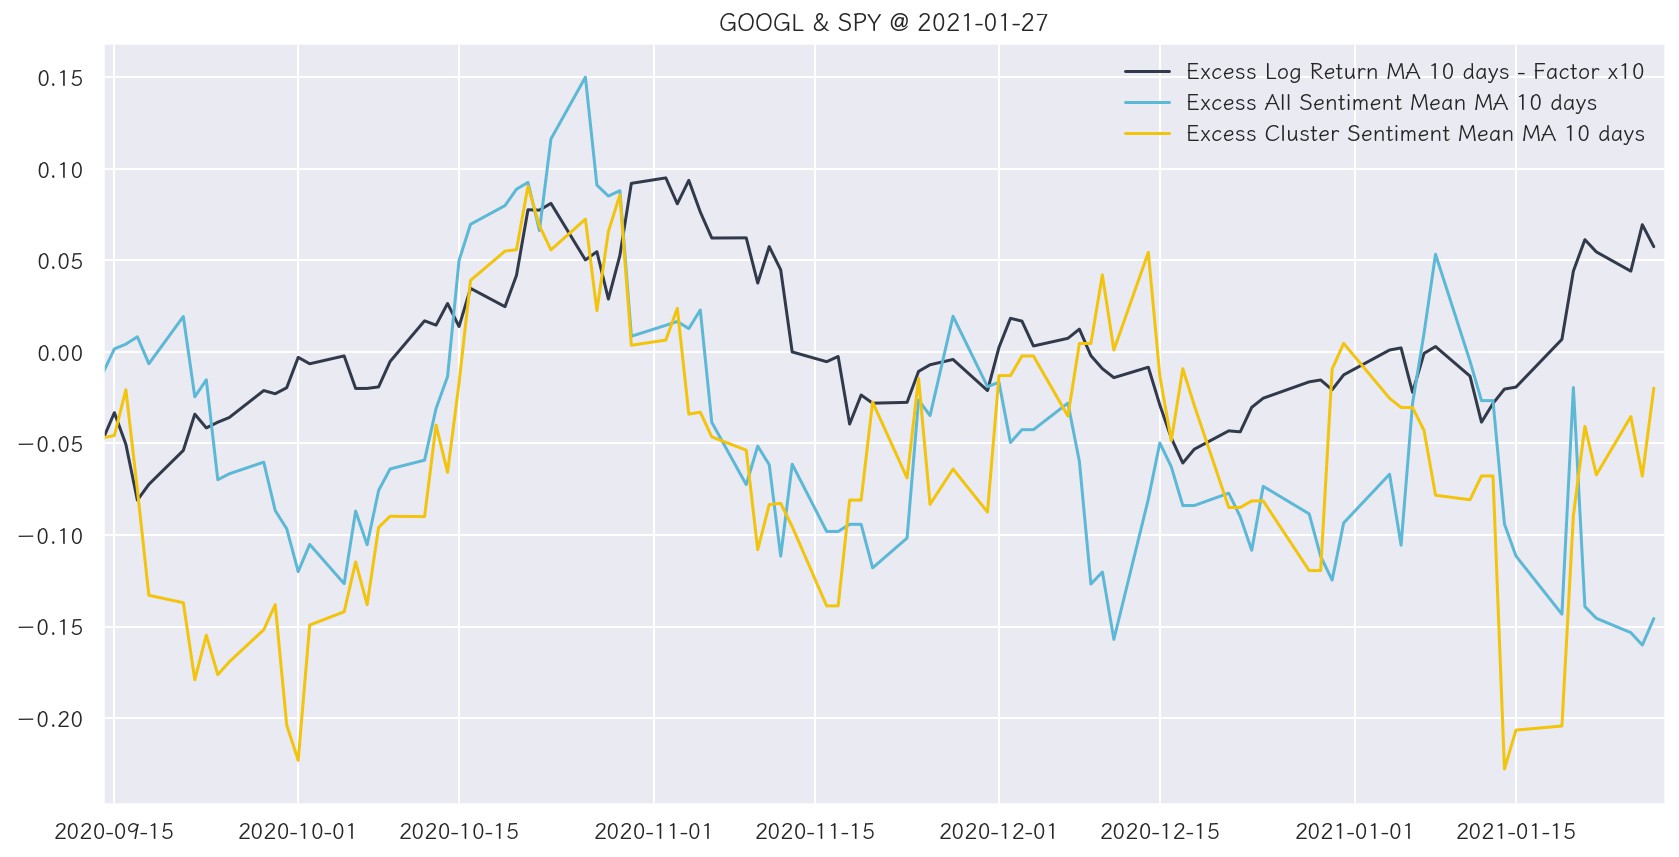 GOOGL & SPY @ 2021-01-27
Excess Log Return MA 10 days - Factor x10
Excess All Sentiment Mean MA 10 days
Excess Cluster Sentiment Mean MA 10 days
0.15
0.10
0.05
0.00
−0.05
−0.10
−0.15
−0.20
2020-09-15 2020-10-01 2020-10-15 2020-11-01 2020-11-15 2020-12-01 2020-12-15 2021-01-01 2021-01-15